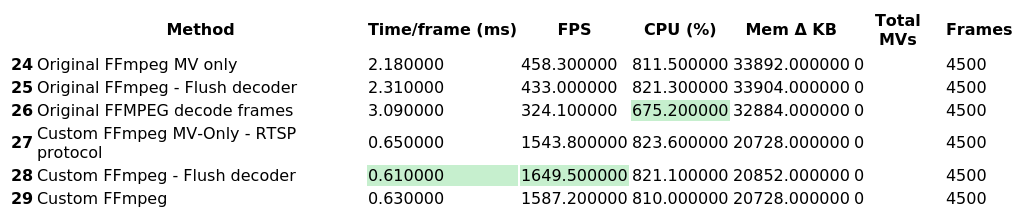 Method Time/frame (ms) FPS CPU (%) Mem Δ KB Total MVs Frames
24 Original FFmpeg MV only 2.180000 458.300000 811.500000 33892.000000 0 4500
25 Original FFmpeg - Flush decoder 2.310000 433.000000 821.300000 33904.000000 0 4500
26 Original FFMPEG decode frames 3.090000 324.100000 675.200000 32884.000000 0 4500
27 Custom FFmpeg MV-Only - RTSP protocol 0.650000 1543.800000 823.600000 20728.000000 0 4500
28 Custom FFmpeg - Flush decoder 0.610000 1649.500000 821.100000 20852.000000 0 4500
29 Custom FFmpeg 0.630000 1587.200000 810.000000 20728.000000 0 4500